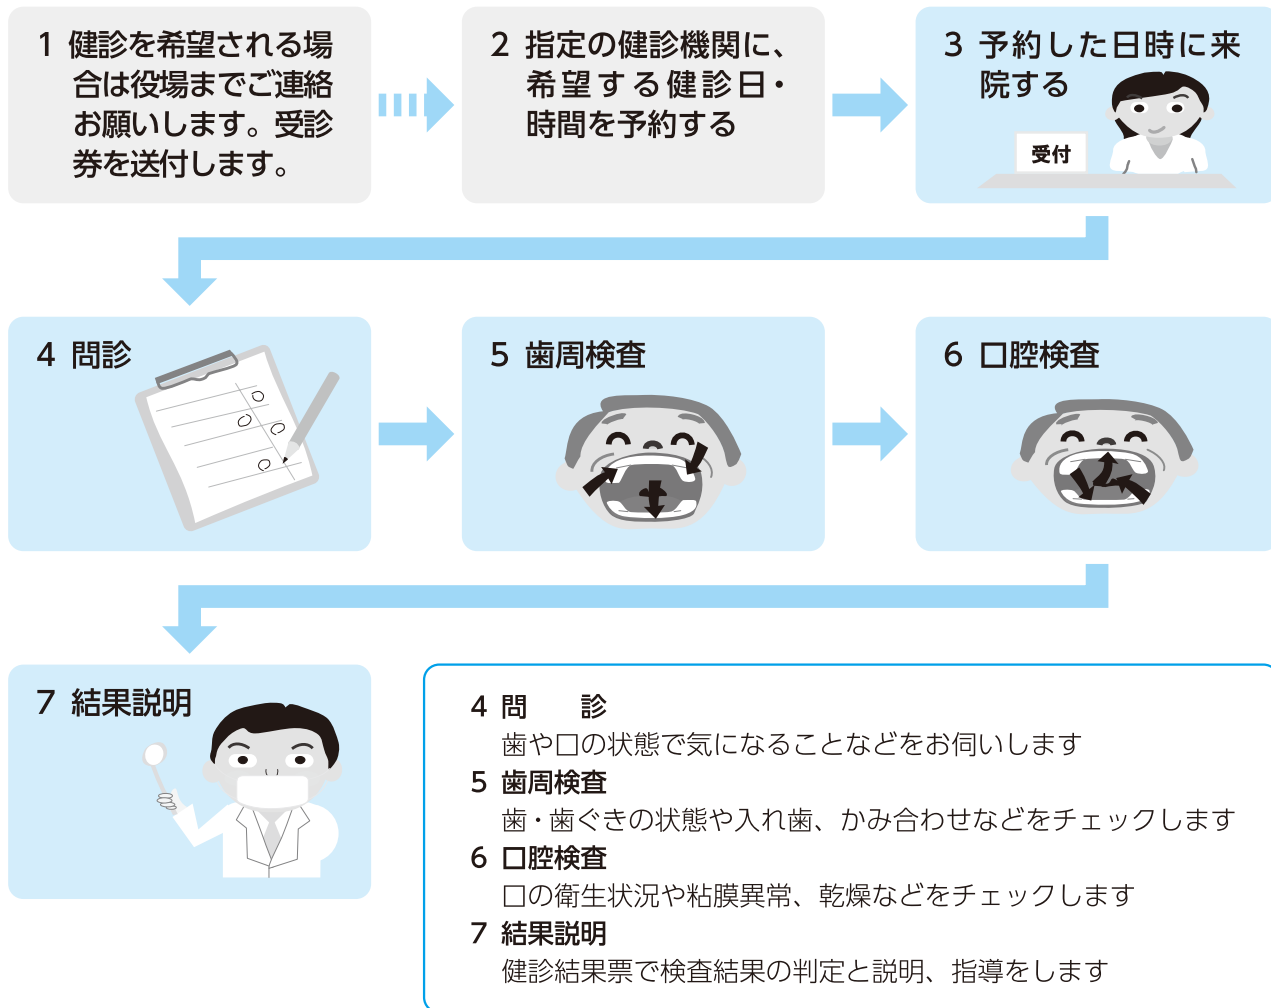 1 健診を希望される場
合は役場までご連絡
お願いします。受診
券を送付します。
2 指定の健診機関に、
希望する健診日・
時間を予約する
3 予約した日時に来
院する
受付
4 問診
5 歯周検査
6 口腔検査
7 結果説明
4 問　　診
歯や口の状態で気になることなどをお伺いします
5 歯周検査
歯・歯ぐきの状態や入れ歯、かみ合わせなどをチェックします
6 口腔検査
口の衛生状況や粘膜異常、乾燥などをチェックします
7 結果説明
健診結果票で検査結果の判定と説明、指導をします